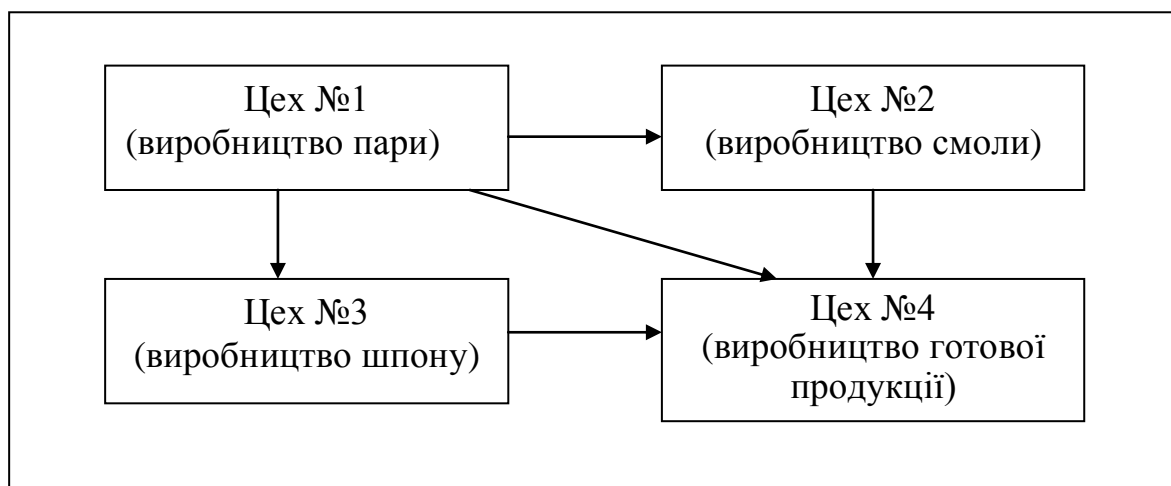 Цех №1
(виробництво пари)
Цех №2
(виробництво смоли)
Цех №3
(виробництво шпону)
Цех №4
(виробництво готової
продукції)